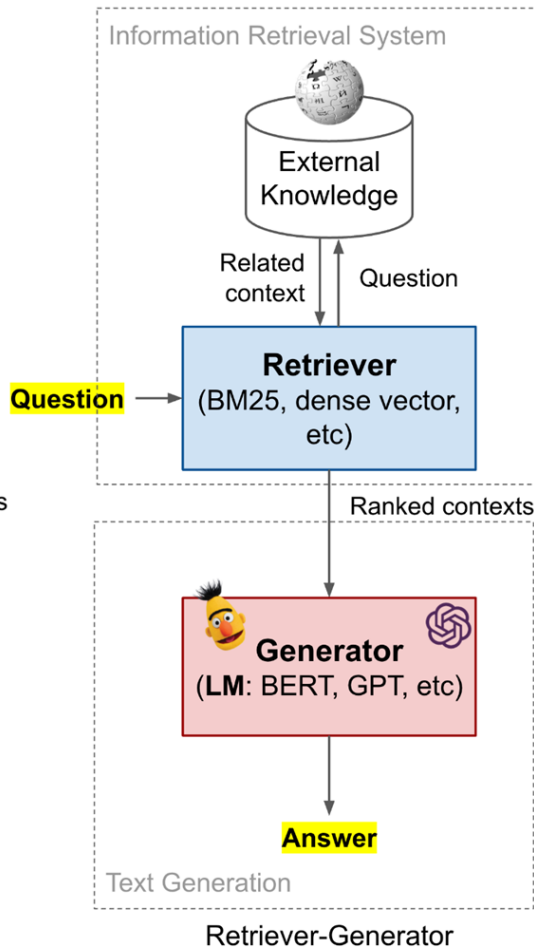 Information Retrieval System
External
Knowledge
Related
context
Question
Retriever
(BM25, dense vector,
etc)
Question
s
Ranked contexts
Generator
(LM: BERT, GPT, etc)
Answer
Text Generation
Retriever-Generator